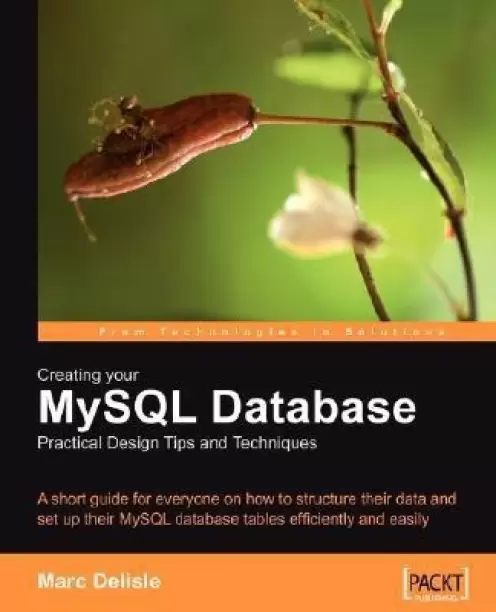 From Technologies to Solutions
Creating your
MySQL Database
Practical Design Tips and Techniques
A short guide for everyone on how to structure their data and
set up their MySQL database tables efficiently and easily
Marc Delisle
[PACKT]
PUBLISHING